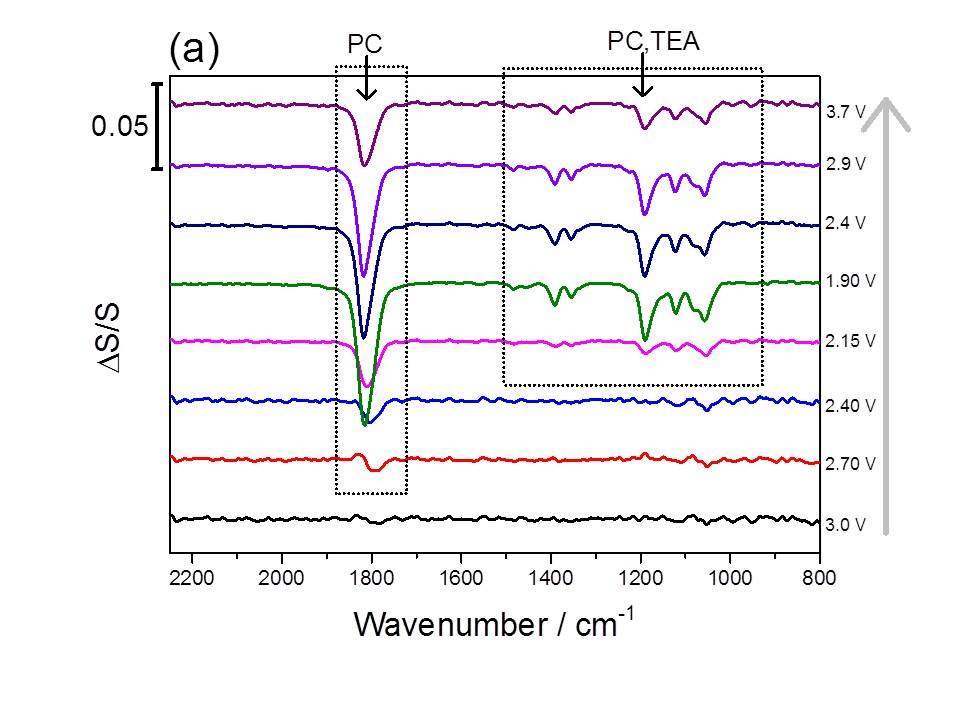 (a)
PC
PC,TEA
0.05
3.7 V
2.9 V
2.4 V
1.90 V
2.15 V
2.40 V
2.70 V
3.0 V
ΔS/S
2200 2000 1800 1600 1400 1200 1000 800
Wavenumber / cm⁻¹